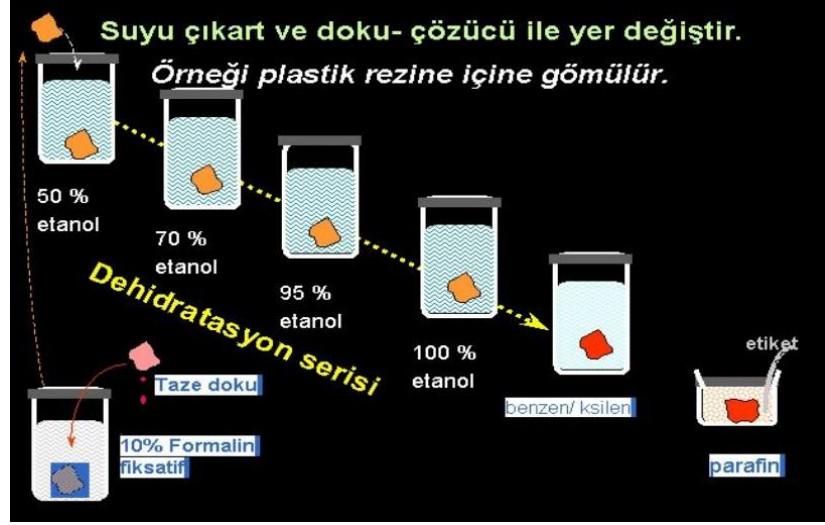 Suyu çıkart ve doku- çözücü ile yer değiştir.
Örneği plastik rezine içine gömülür.
50 %
etanol
70 %
etanol
95 %
etanol
100 %
etanol
Dehidratasyon serisi
benzen/ ksilen
etiket
parafin
Taze doku
10% Formalin
fiksatif